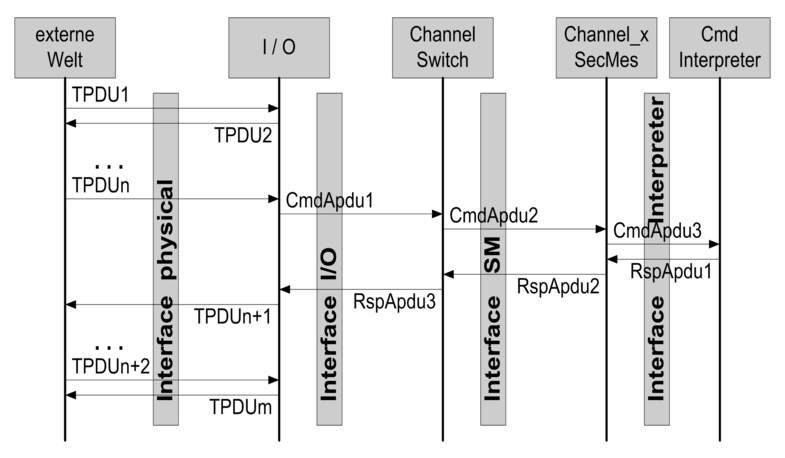 externe
Welt
I / O
Channel
Switch
Channel_x
SecMes
Cmd
Interpreter
TPDU1
TPDU2
. . .
TPDUn
CmdApdu1
CmdApdu2
CmdApdu3
RspApdu1
RspApdu2
RspApdu3
TPDUn+1
. . .
TPDUn+2
TPDUm
Interface physical
Interface I/O
Interface SM
Interface Interpreter